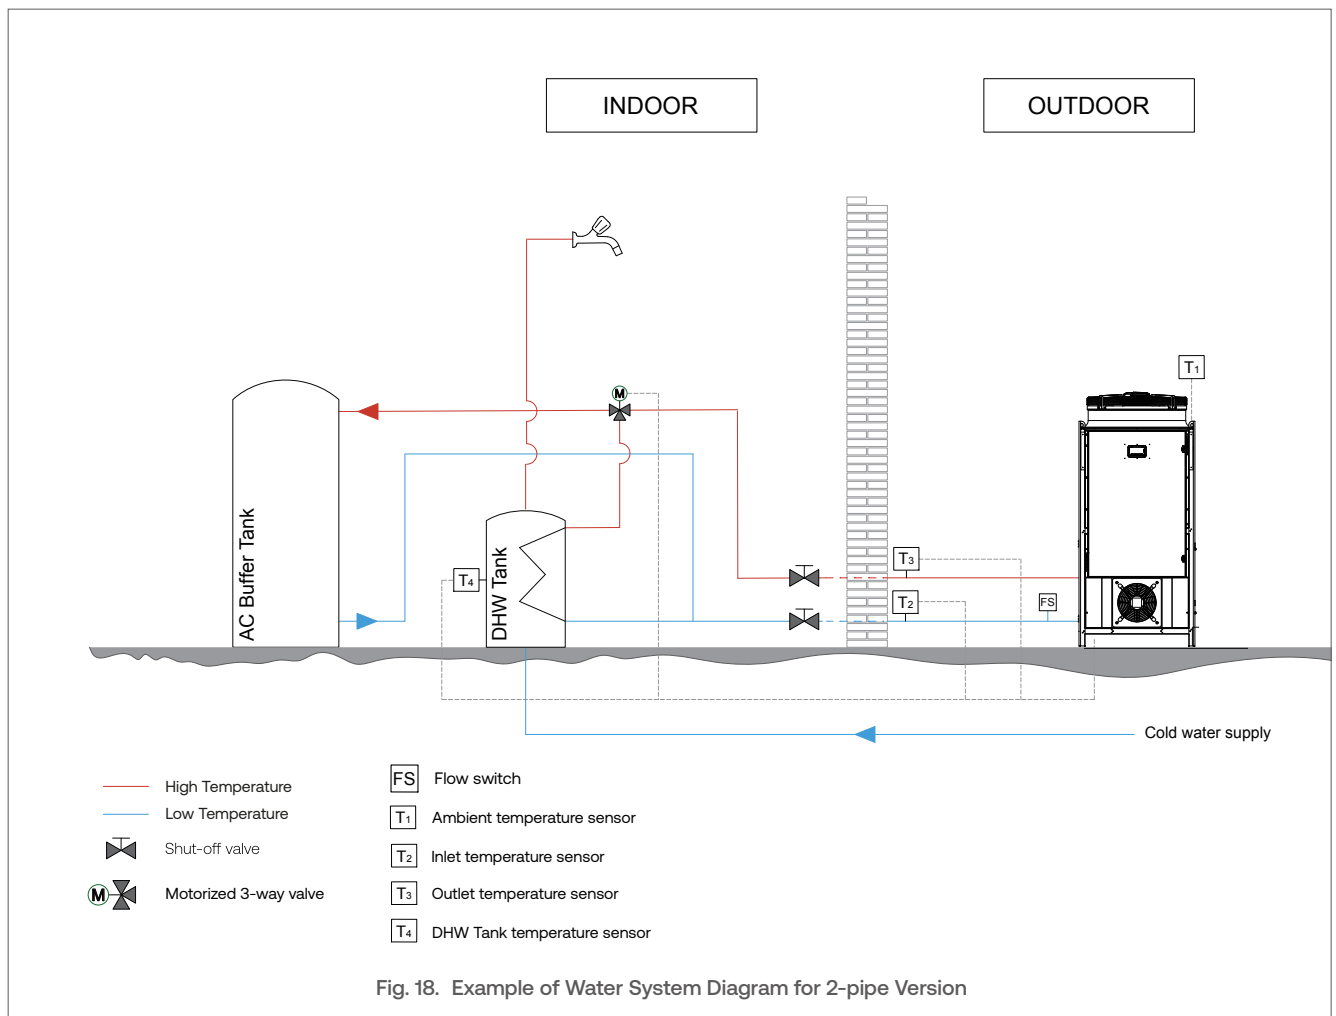 INDOOR
OUTDOOR
T1
M
AC Buffer Tank
DHW Tank
T4
T3
T2
FS
Cold water supply
High Temperature
Low Temperature
Shut-off valve
M Motorized 3-way valve
FS Flow switch
T1 Ambient temperature sensor
T2 Inlet temperature sensor
T3 Outlet temperature sensor
T4 DHW Tank temperature sensor
Fig. 18. Example of Water System Diagram for 2-pipe Version